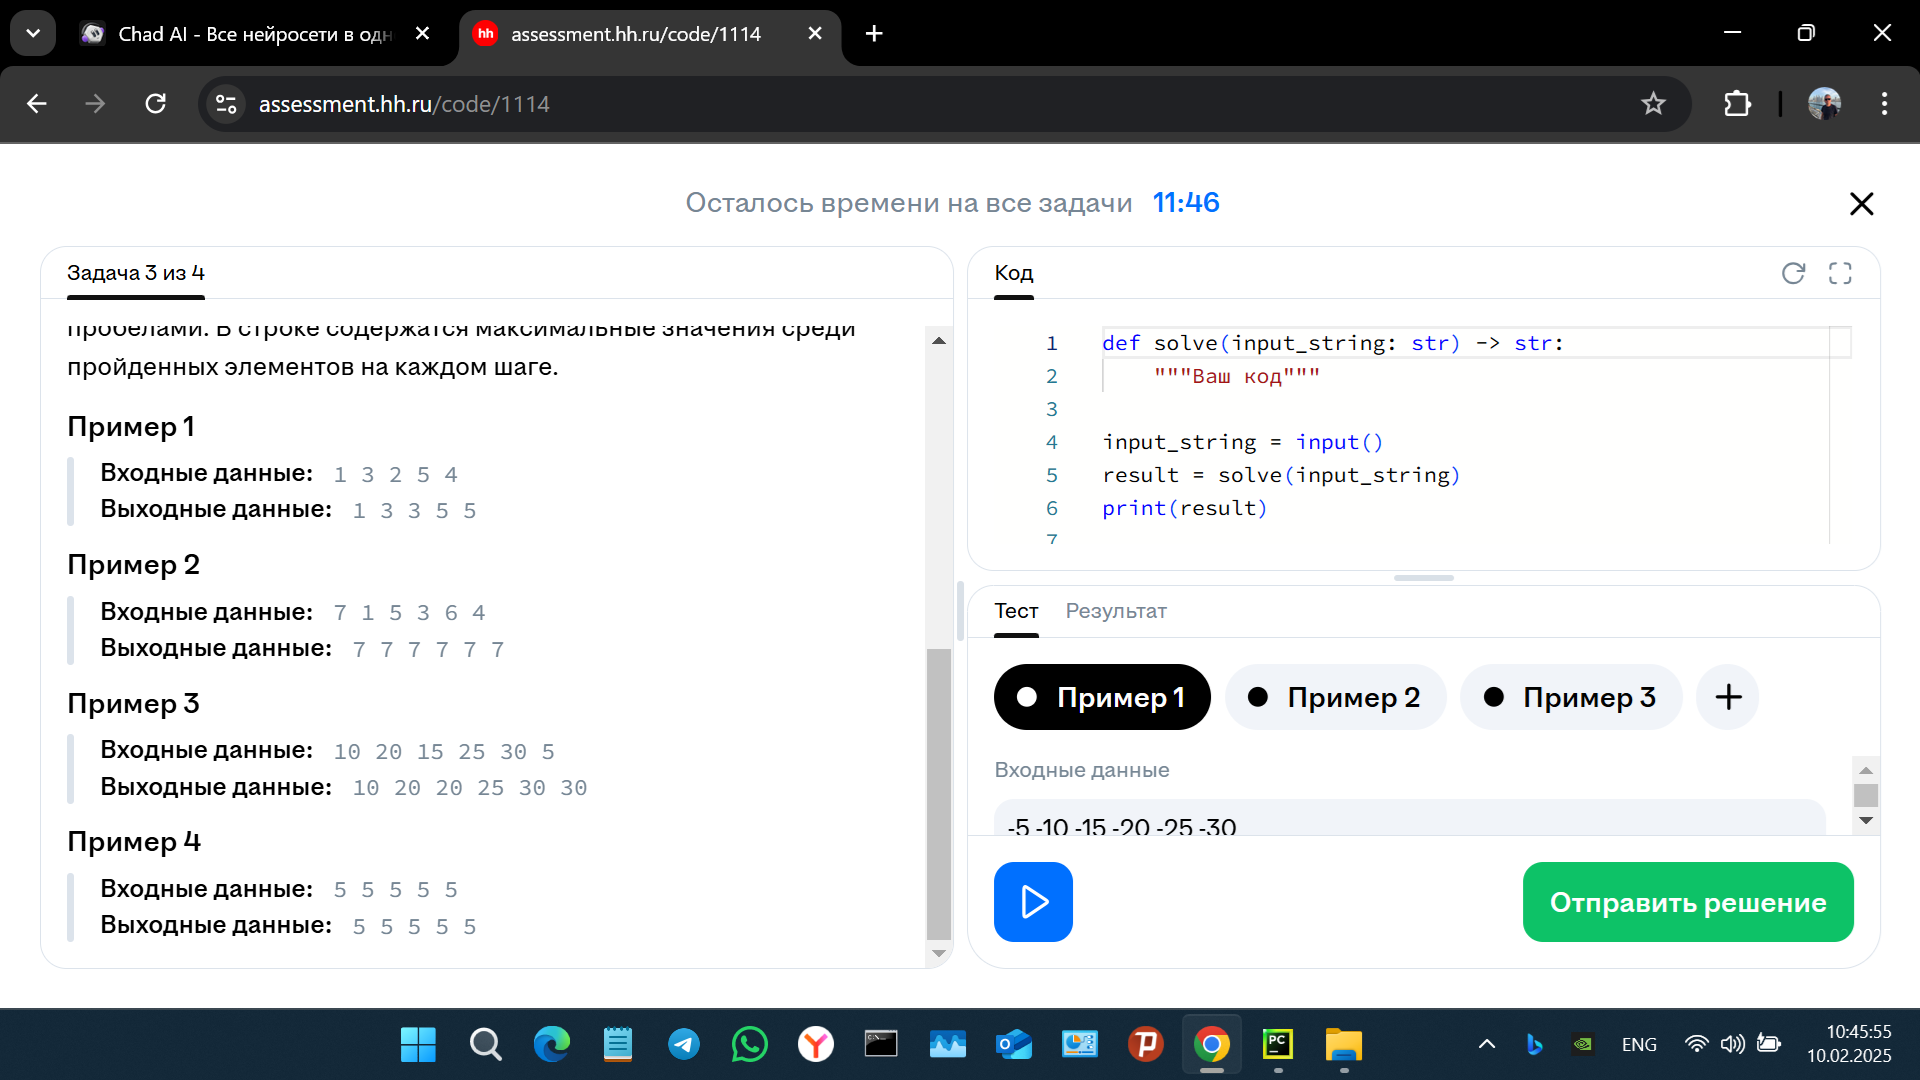 Chad AI - Все нейросети в одн
hh
assessment.hh.ru/code/1114
assessment.hh.ru/code/1114
Осталось времени на все задачи 11:46
Задача 3 из 4
пробелами. В строке содержатся максимальные значения среди
пройденных элементов на каждом шаге.
Пример 1
Входные данные: 1 3 2 5 4
Выходные данные: 1 3 3 5 5
Пример 2
Входные данные: 7 1 5 3 6 4
Выходные данные: 7 7 7 7 7 7
Пример 3
Входные данные: 10 20 15 25 30 5
Выходные данные: 10 20 20 25 30 30
Пример 4
Входные данные: 5 5 5 5 5
Выходные данные: 5 5 5 5 5
Код
1 def solve(input_string: str) -> str:
2 """Ваш код"""
3
4 input_string = input()
5 result = solve(input_string)
6 print(result)
7
Тест Результат
Пример 1 Пример 2 Пример 3
Входные данные
-5 -10 -15 -20 -25 -30
Отправить решение
PC
ENG
10:45:55
10.02.2025